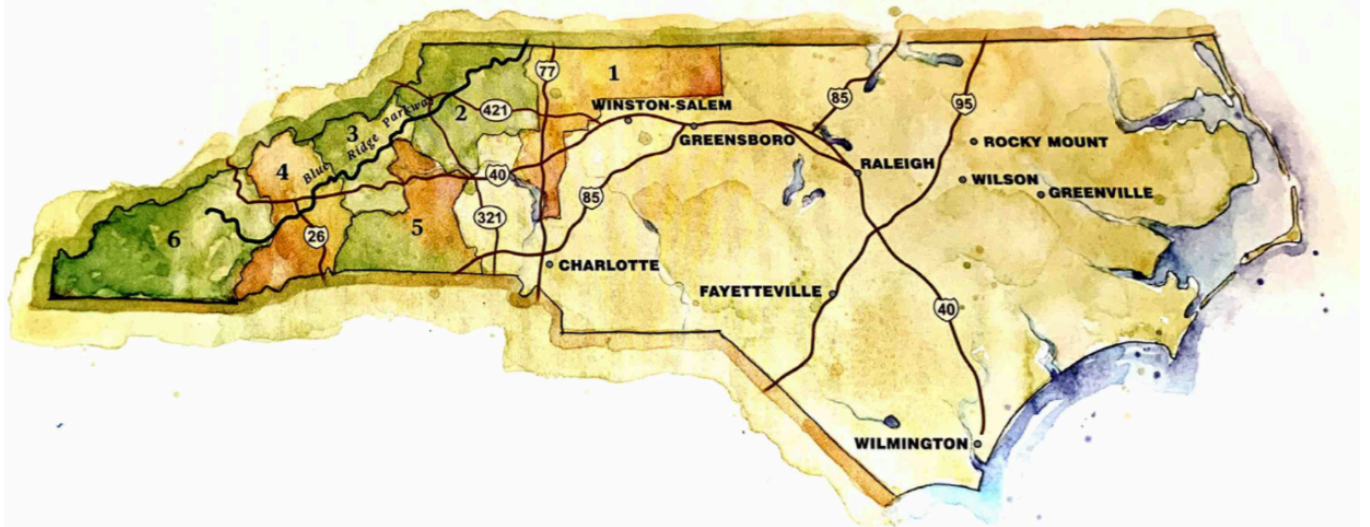 77
1
421
2
WINSTON-SALEM
85
95
3
Blue Ridge Parkway
GREENSBORO
ROCKY MOUNT
4
40
RALEIGH
WILSON
GREENVILLE
85
321
5
6
26
CHARLOTTE
FAYETTEVILLE
40
WILMINGTON